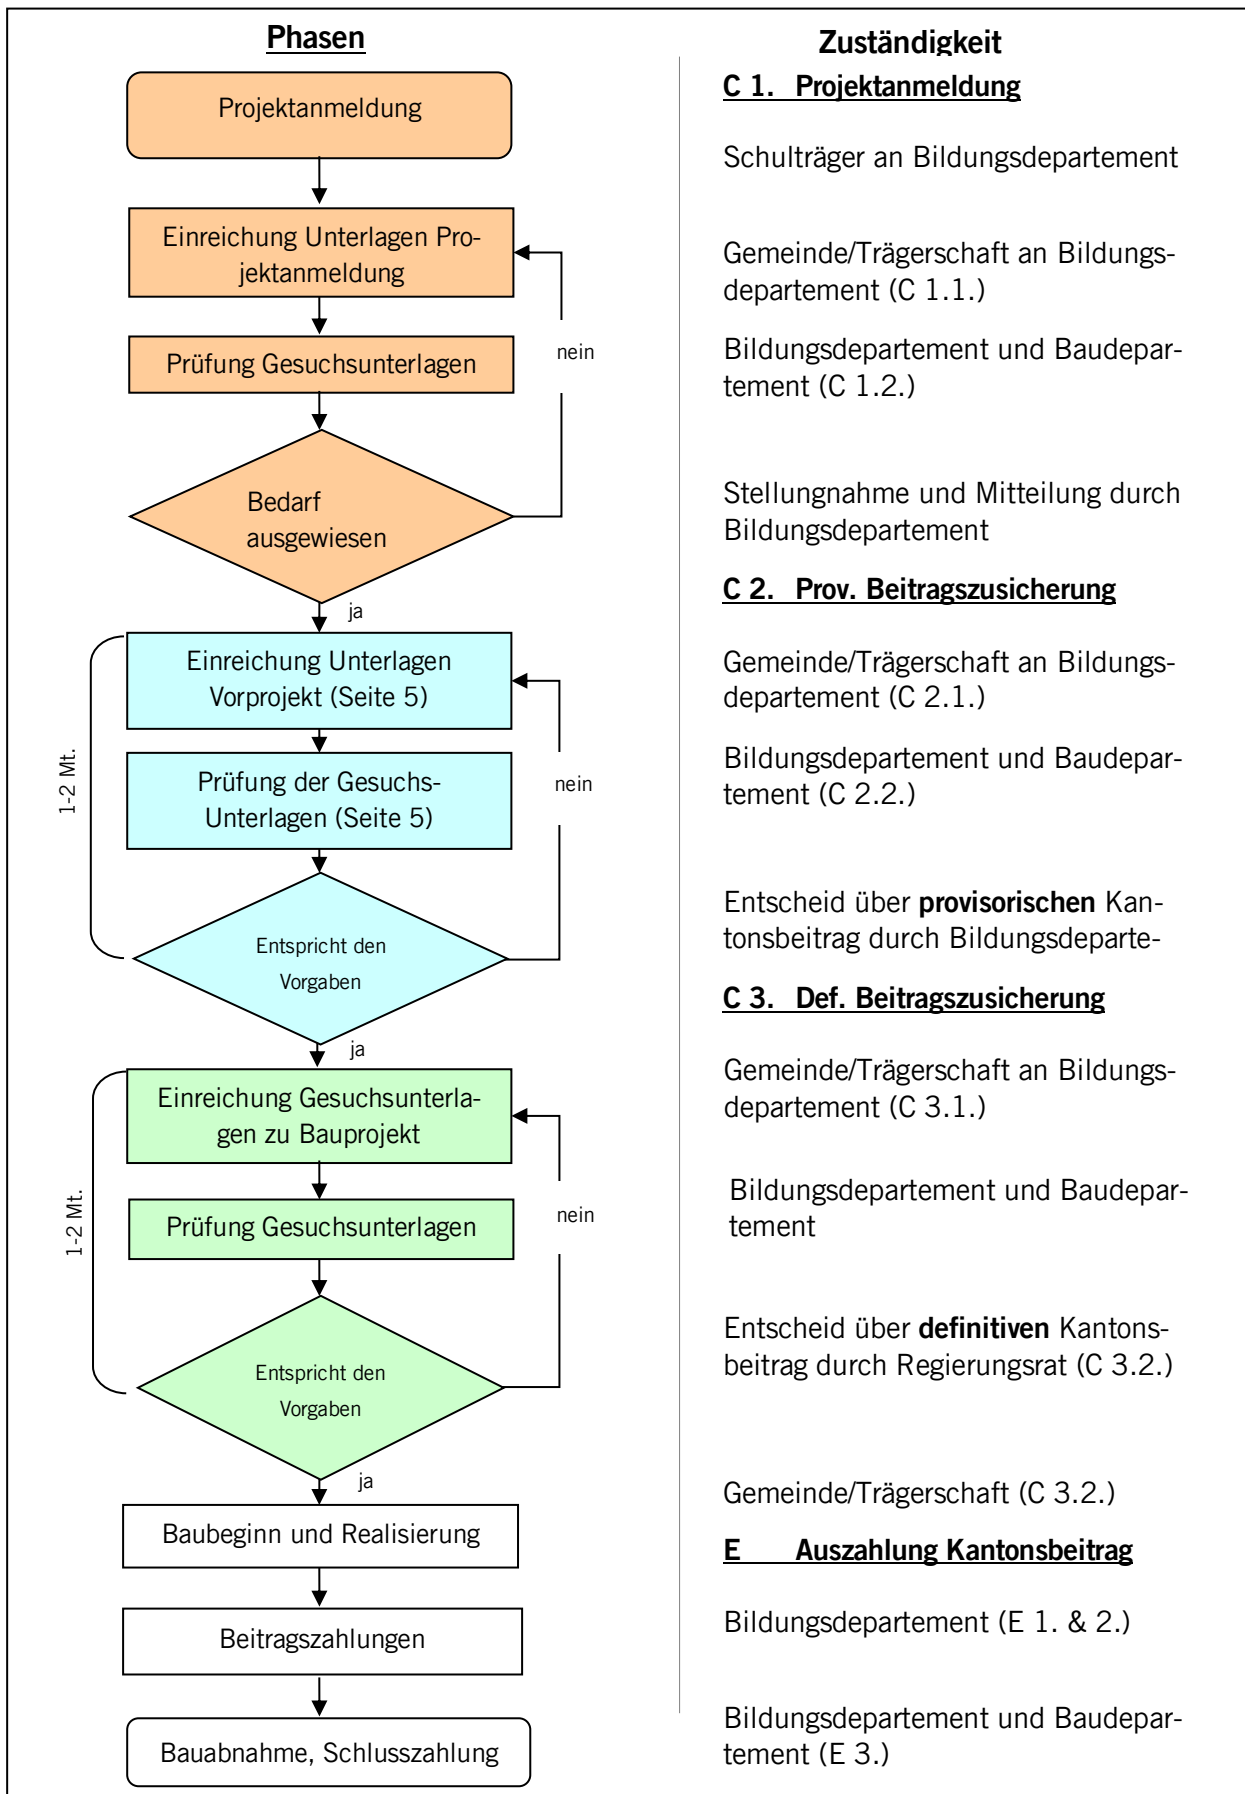 Phasen
Projektanmeldung
Einreichung Unterlagen Pro-
jektanmeldung
nein
Prüfung Gesuchsunterlagen
Bedarf
ausgewiesen
ja
Einreichung Unterlagen
Vorprojekt (Seite 5)
1-2 Mt.
nein
Prüfung der Gesuchs-
Unterlagen (Seite 5)
Entspricht den
Vorgaben
ja
Einreichung Gesuchsunterla-
gen zu Bauprojekt
1-2 Mt.
nein
Prüfung Gesuchsunterlagen
Entspricht den
Vorgaben
ja
Baubeginn und Realisierung
Beitragszahlungen
Bauabnahme, Schlusszahlung
Zuständigkeit
C 1. Projektanmeldung
Schulträger an Bildungsdepartement
Gemeinde/Trägerschaft an Bildungs-
departement (C 1.1.)
Bildungsdepartement und Baudepar-
tement (C 1.2.)
Stellungnahme und Mitteilung durch
Bildungsdepartement
C 2. Prov. Beitragszusicherung
Gemeinde/Trägerschaft an Bildungs-
departement (C 2.1.)
Bildungsdepartement und Baudepar-
tement (C 2.2.)
Entscheid über provisorischen Kan-
tonsbeitrag durch Bildungsdeparte-
C 3. Def. Beitragszusicherung
Gemeinde/Trägerschaft an Bildungs-
departement (C 3.1.)
Bildungsdepartement und Baudepar-
tement
Entscheid über definitiven Kantons-
beitrag durch Regierungsrat (C 3.2.)
Gemeinde/Trägerschaft (C 3.2.)
E Auszahlung Kantonsbeitrag
Bildungsdepartement (E 1. & 2.)
Bildungsdepartement und Baudepar-
tement (E 3.)